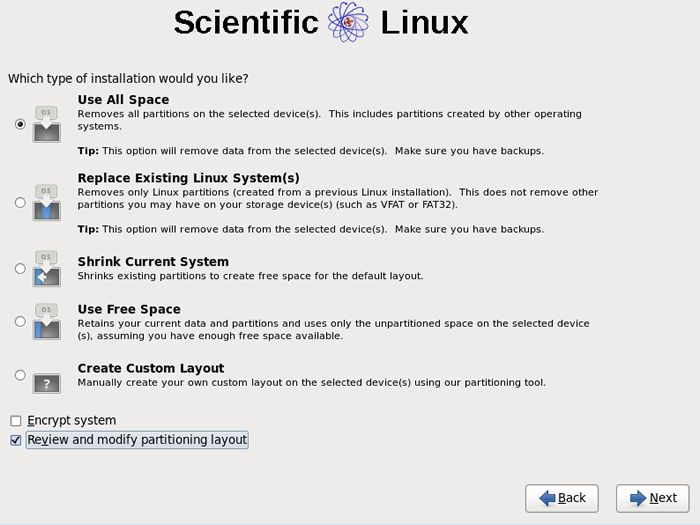 Scientific Linux
Which type of installation would you like?
Use All Space
Removes all partitions on the selected device(s). This includes partitions created by other operating
systems.
Tip: This option will remove data from the selected device(s). Make sure you have backups.
Replace Existing Linux System(s)
Removes only Linux partitions (created from a previous Linux installation). This does not remove other
partitions you may have on your storage device(s) (such as VFAT or FAT32).
Tip: This option will remove data from the selected device(s). Make sure you have backups.
Shrink Current System
Shrinks existing partitions to create free space for the default layout.
Use Free Space
Retains your current data and partitions and uses only the unpartitioned space on the selected device
(s), assuming you have enough free space available.
Create Custom Layout
Manually create your own custom layout on the selected device(s) using our partitioning tool.
Encrypt system
Review and modify partitioning layout
Back
Next
OS
OS
OS
OS
?